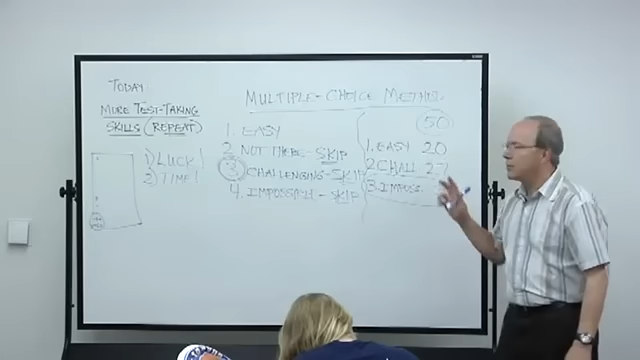 TODAY
MORE TEST-TAKING
SKILLS (REPEAT)
1) LUCK!
2) TIME!
MULTIPLE-CHOICE METHOD
1. EASY
2 NOT THERE - SKIP
3 CHALLENGING - SKIP
4. IMPOSSIBLE - SKIP
50
1. EASY 20
2. CHALL 27
3. IMPOSS.